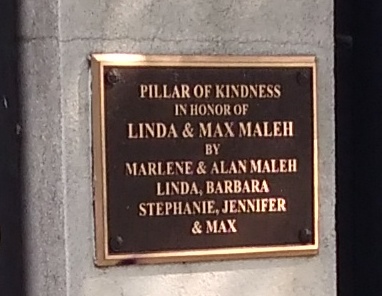 PILLAR OF KINDNESS
IN HONOR OF
LINDA & MAX MALEH
BY
MARLENE & ALAN MALEH
LINDA, BARBARA
STEPHANIE, JENNIFER
& MAX